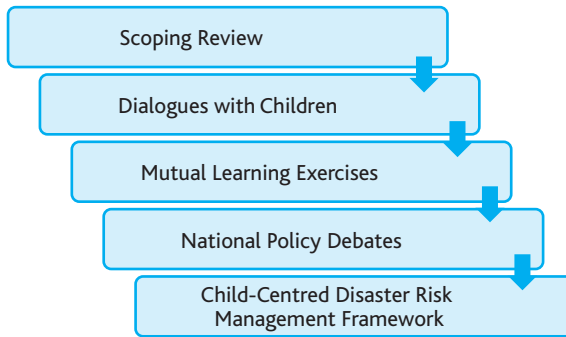 Scoping Review
Dialogues with Children
Mutual Learning Exercises
National Policy Debates
Child-Centred Disaster Risk
Management Framework